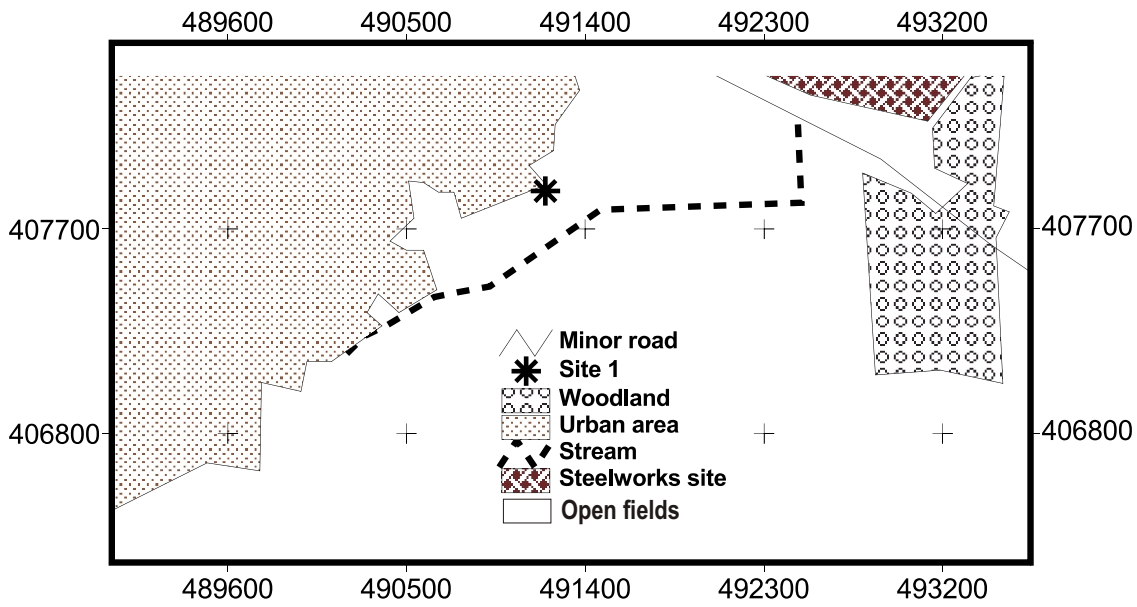 489600 490500 491400 492300 493200
407700 407700
Minor road
Site 1
Woodland
Urban area
406800 406800
Stream
Steelworks site
Open fields
489600 490500 491400 492300 493200